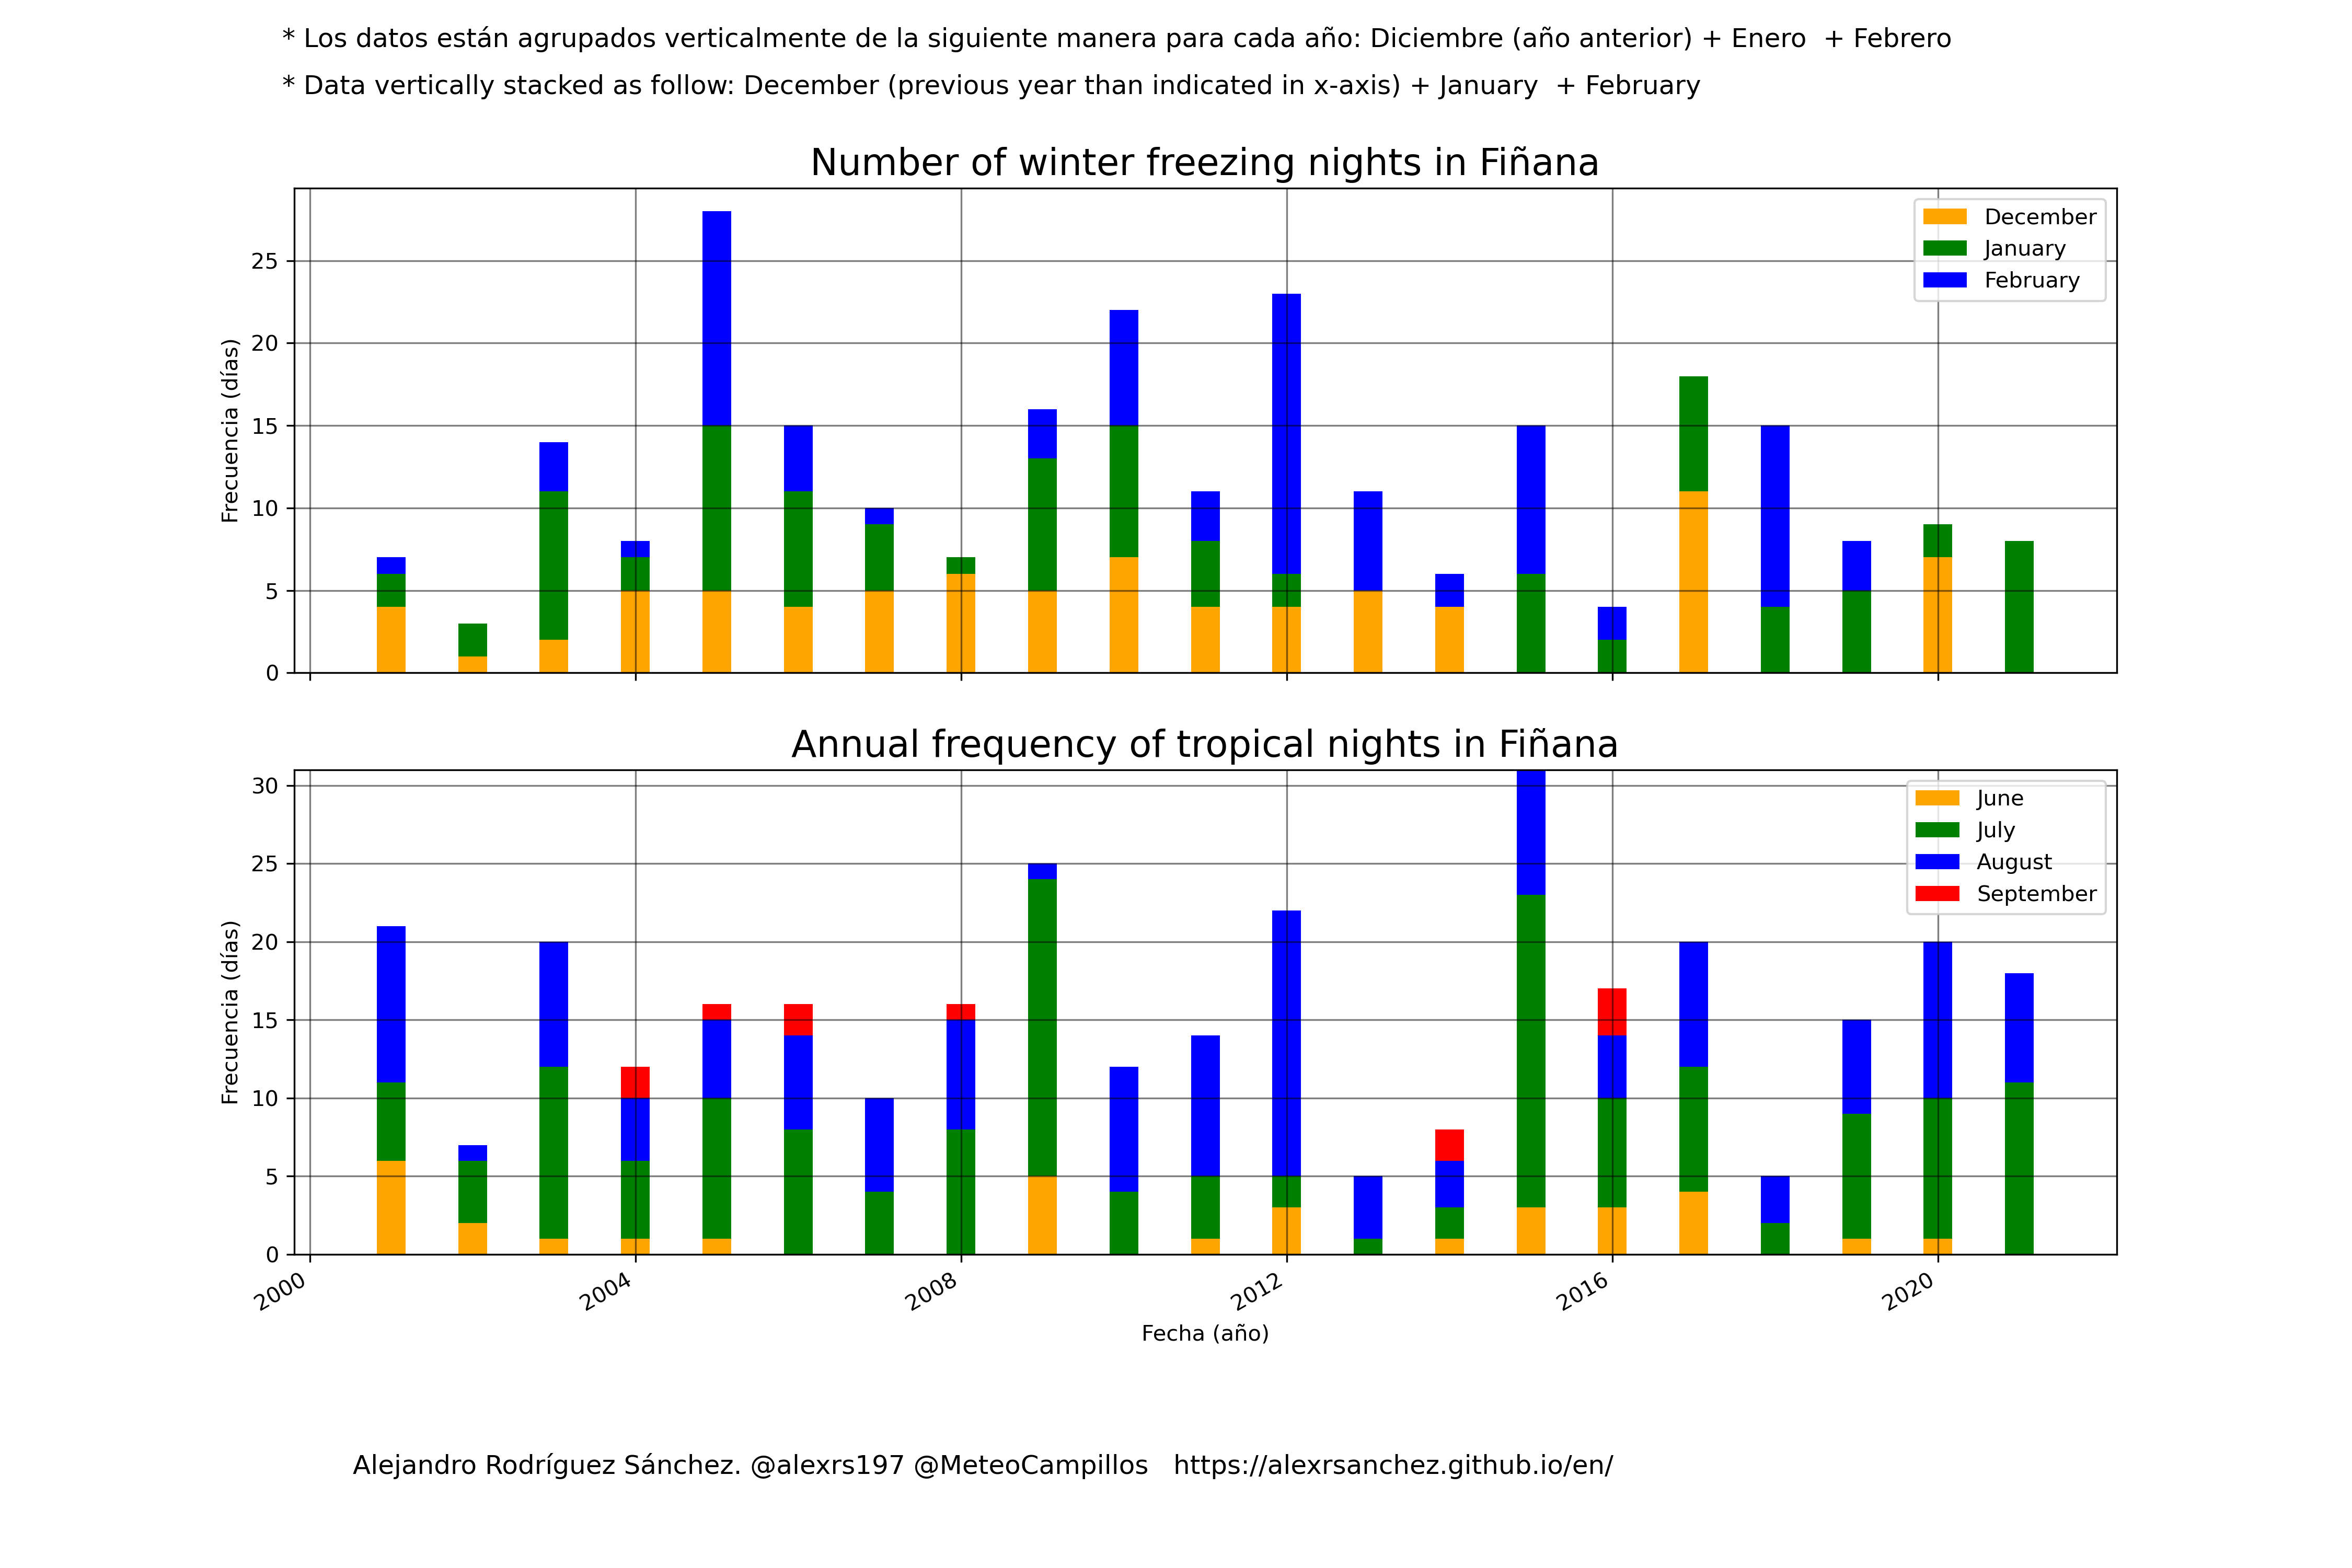 * Los datos están agrupados verticalmente de la siguiente manera para cada año: Diciembre (año anterior) + Enero  + Febrero
* Data vertically stacked as follow: December (previous year than indicated in x-axis) + January  + February
Number of winter freezing nights in Fiñana
Frecuencia (días)
25
20
15
10
5
0
December
January
February
Annual frequency of tropical nights in Fiñana
Frecuencia (días)
30
25
20
15
10
5
0
June
July
August
September
2000 2004 2008 2012 2016 2020
Fecha (año)
Alejandro Rodríguez Sánchez. @alexrs197 @MeteoCampillos   https://alexrsanchez.github.io/en/